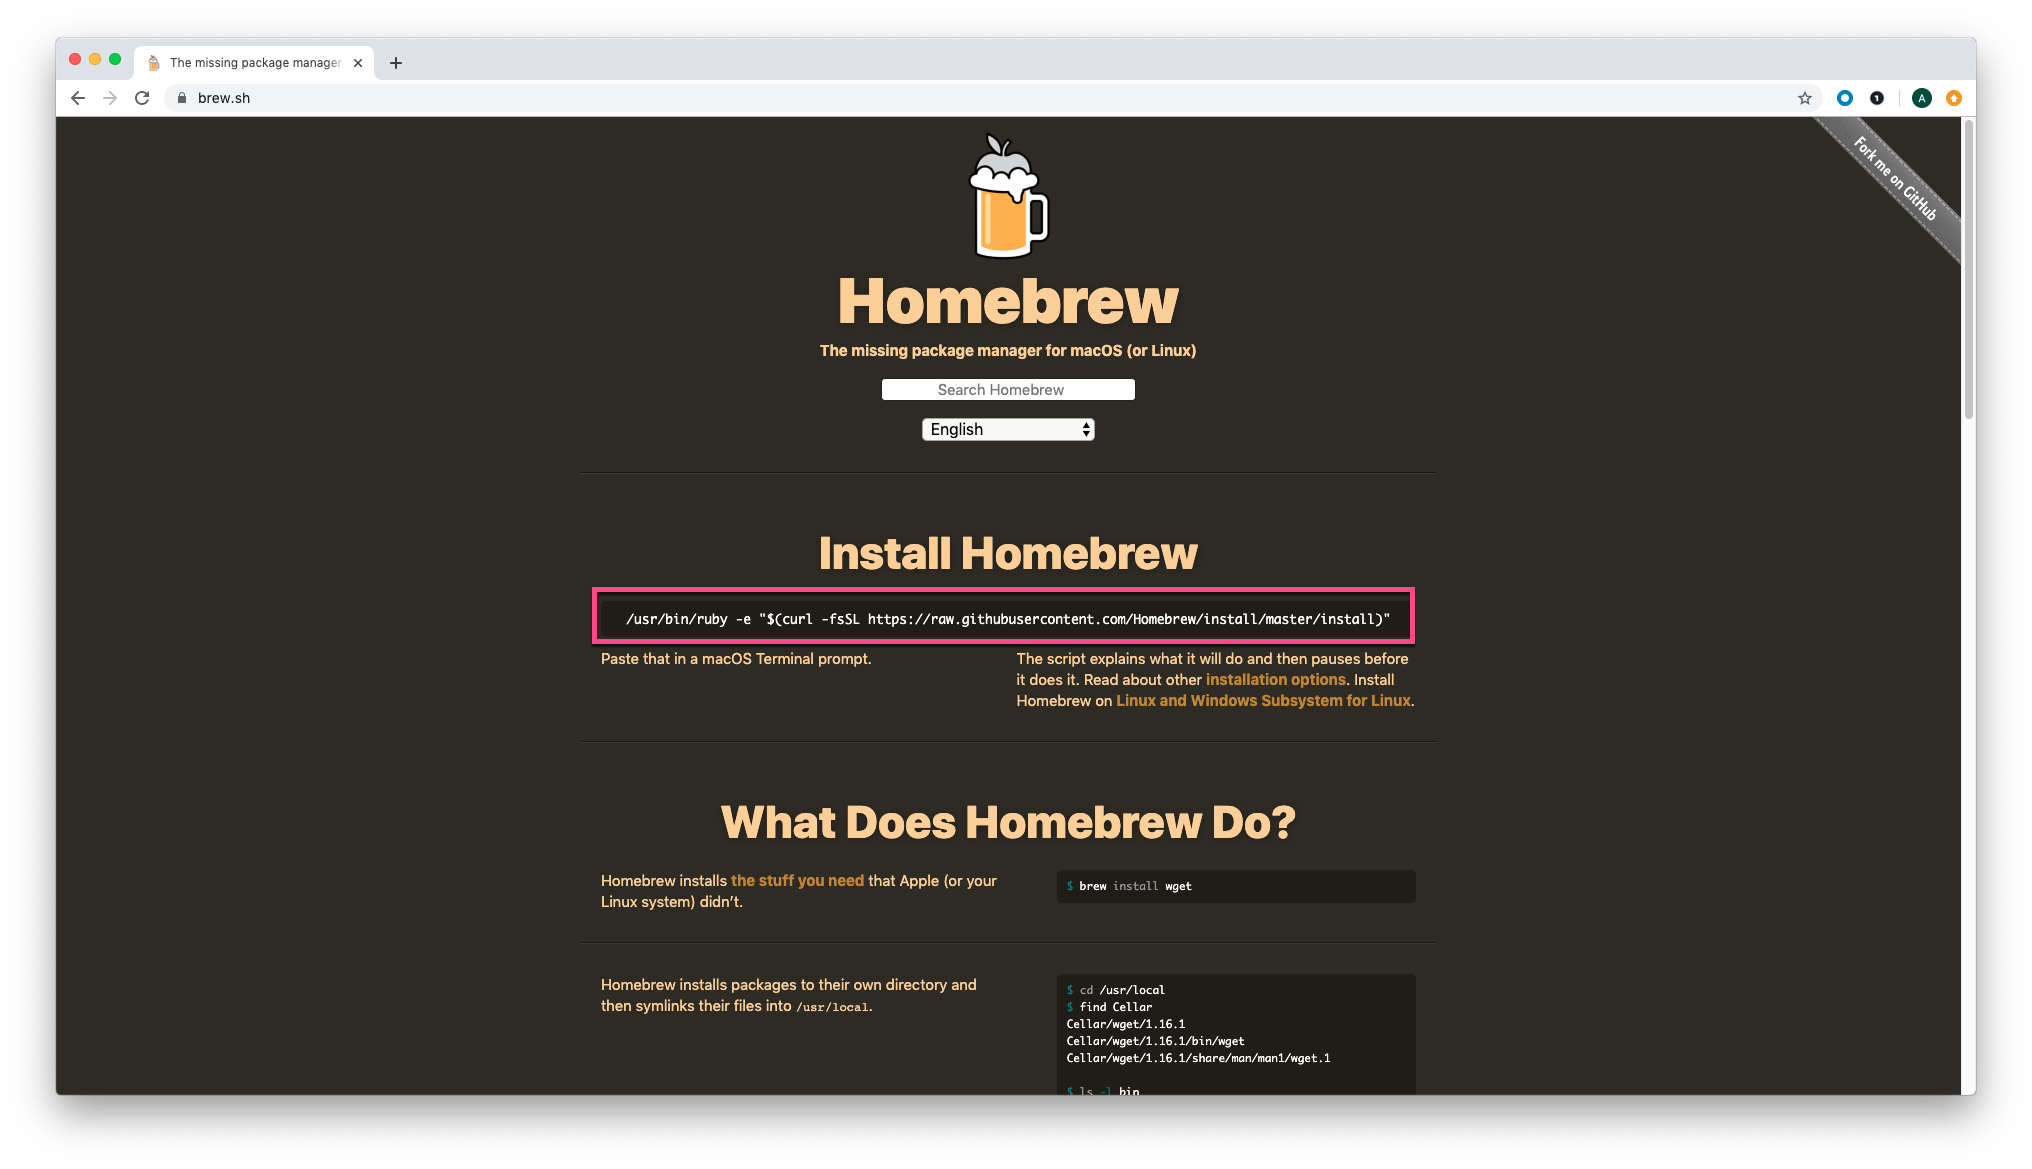 The missing package manager
brew.sh
A
Fork me on GitHub
Homebrew
The missing package manager for macOS (or Linux)
Search Homebrew
English
Install Homebrew
/usr/bin/ruby -e "$(curl -fsSL https://raw.githubusercontent.com/Homebrew/install/master/install)"
Paste that in a macOS Terminal prompt.
The script explains what it will do and then pauses before
it does it. Read about other installation options. Install
Homebrew on Linux and Windows Subsystem for Linux.
What Does Homebrew Do?
Homebrew installs the stuff you need that Apple (or your
Linux system) didn’t.
$ brew install wget
Homebrew installs packages to their own directory and
then symlinks their files into /usr/local.
$ cd /usr/local
$ find Cellar
Cellar/wget/1.16.1
Cellar/wget/1.16.1/bin/wget
Cellar/wget/1.16.1/share/man/man1/wget.1
$ ls -l bin